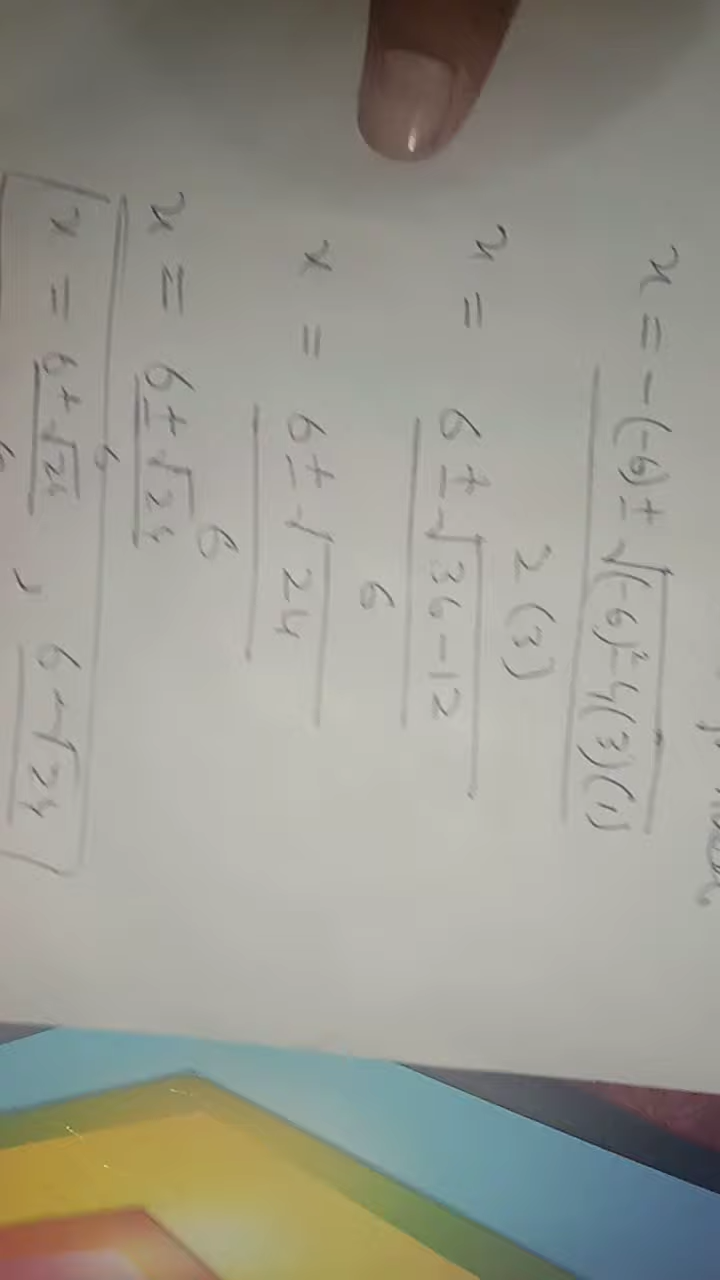 x = -(-6) ± √(-6)² - 4(3)(1)
2(3)
x = 6 ± √36-12
6
x = 6 ± √24
6
x = 6 ± √24
6
x = 6 + √24 , 6 - √24
6